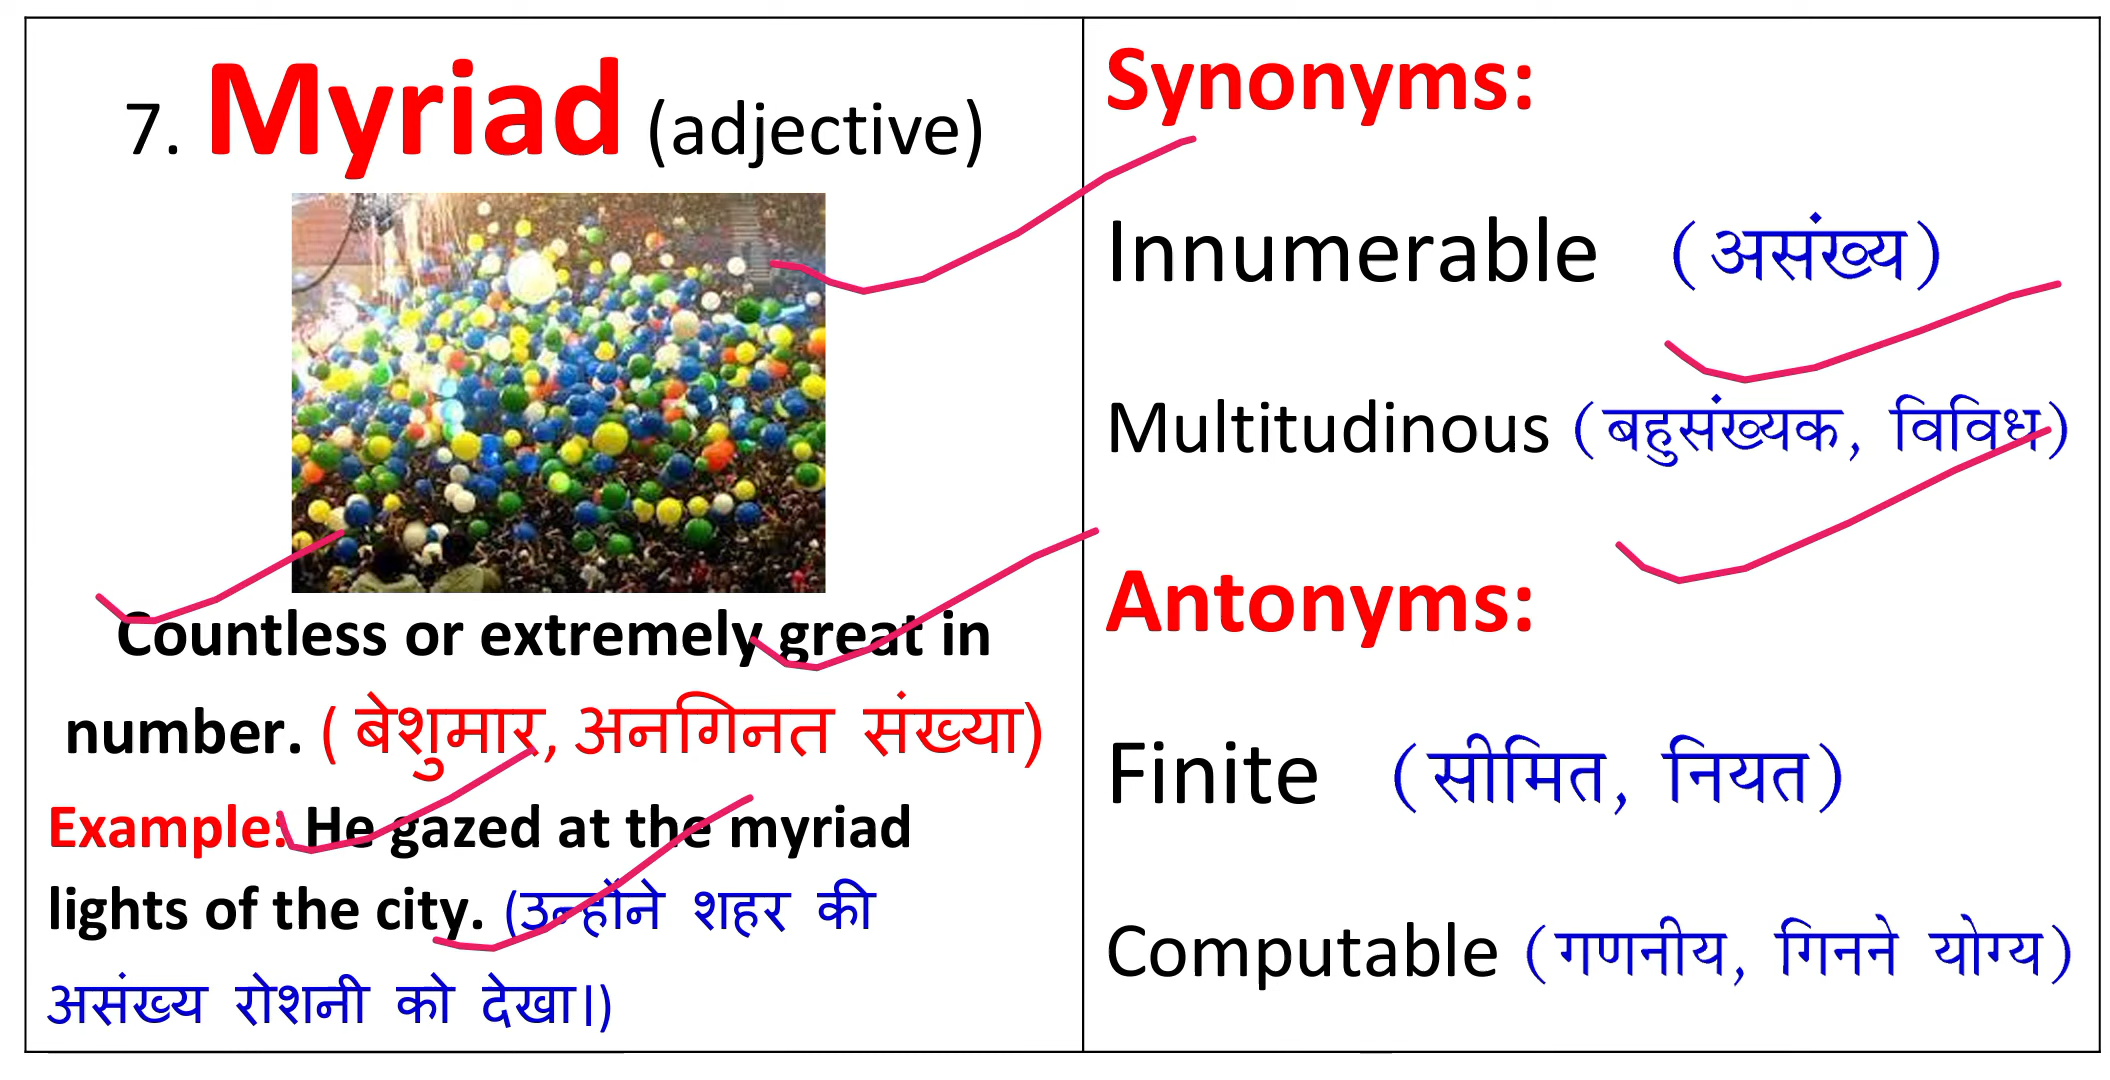 7. Myriad (adjective)
Countless or extremely great in
number. ( बेशुमार, अनगिनत संख्या)
Example: He gazed at the myriad
lights of the city. (उन्होंने शहर की
असंख्य रोशनी को देखा।)
Synonyms:
Innumerable (असंख्य)
Multitudinous (बहुसंख्यक, विविध)
Antonyms:
Finite (सीमित, नियत)
Computable (गणनीय, गिनने योग्य)